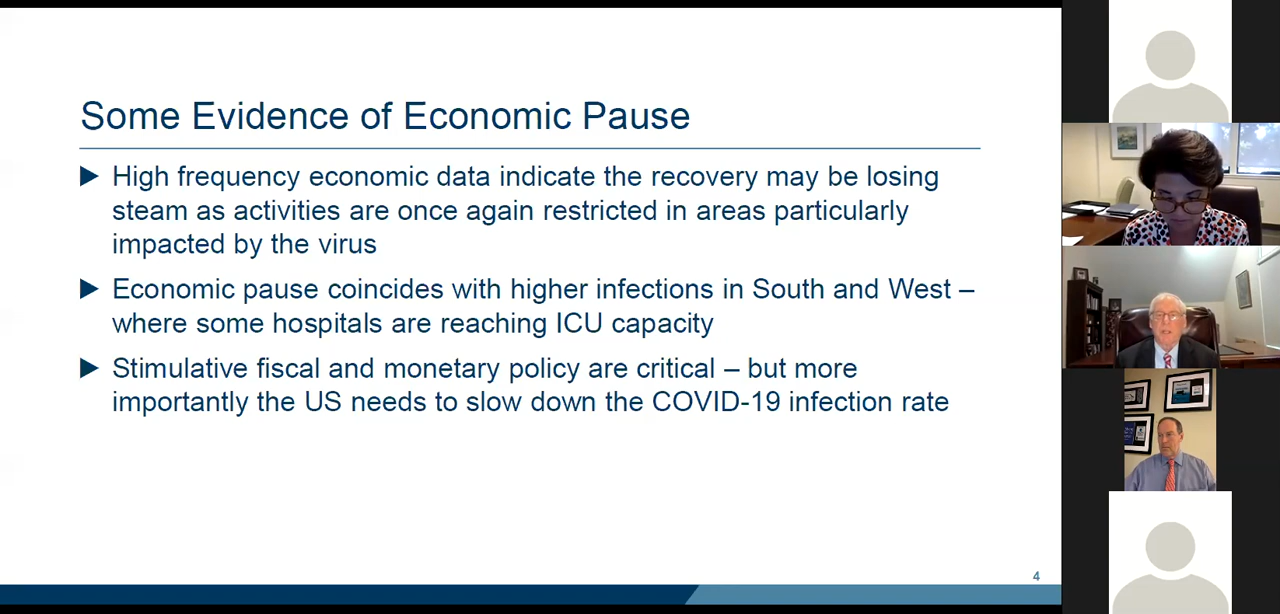 Some Evidence of Economic Pause
▶ High frequency economic data indicate the recovery may be losing
steam as activities are once again restricted in areas particularly
impacted by the virus
▶ Economic pause coincides with higher infections in South and West –
where some hospitals are reaching ICU capacity
▶ Stimulative fiscal and monetary policy are critical – but more
importantly the US needs to slow down the COVID-19 infection rate
4